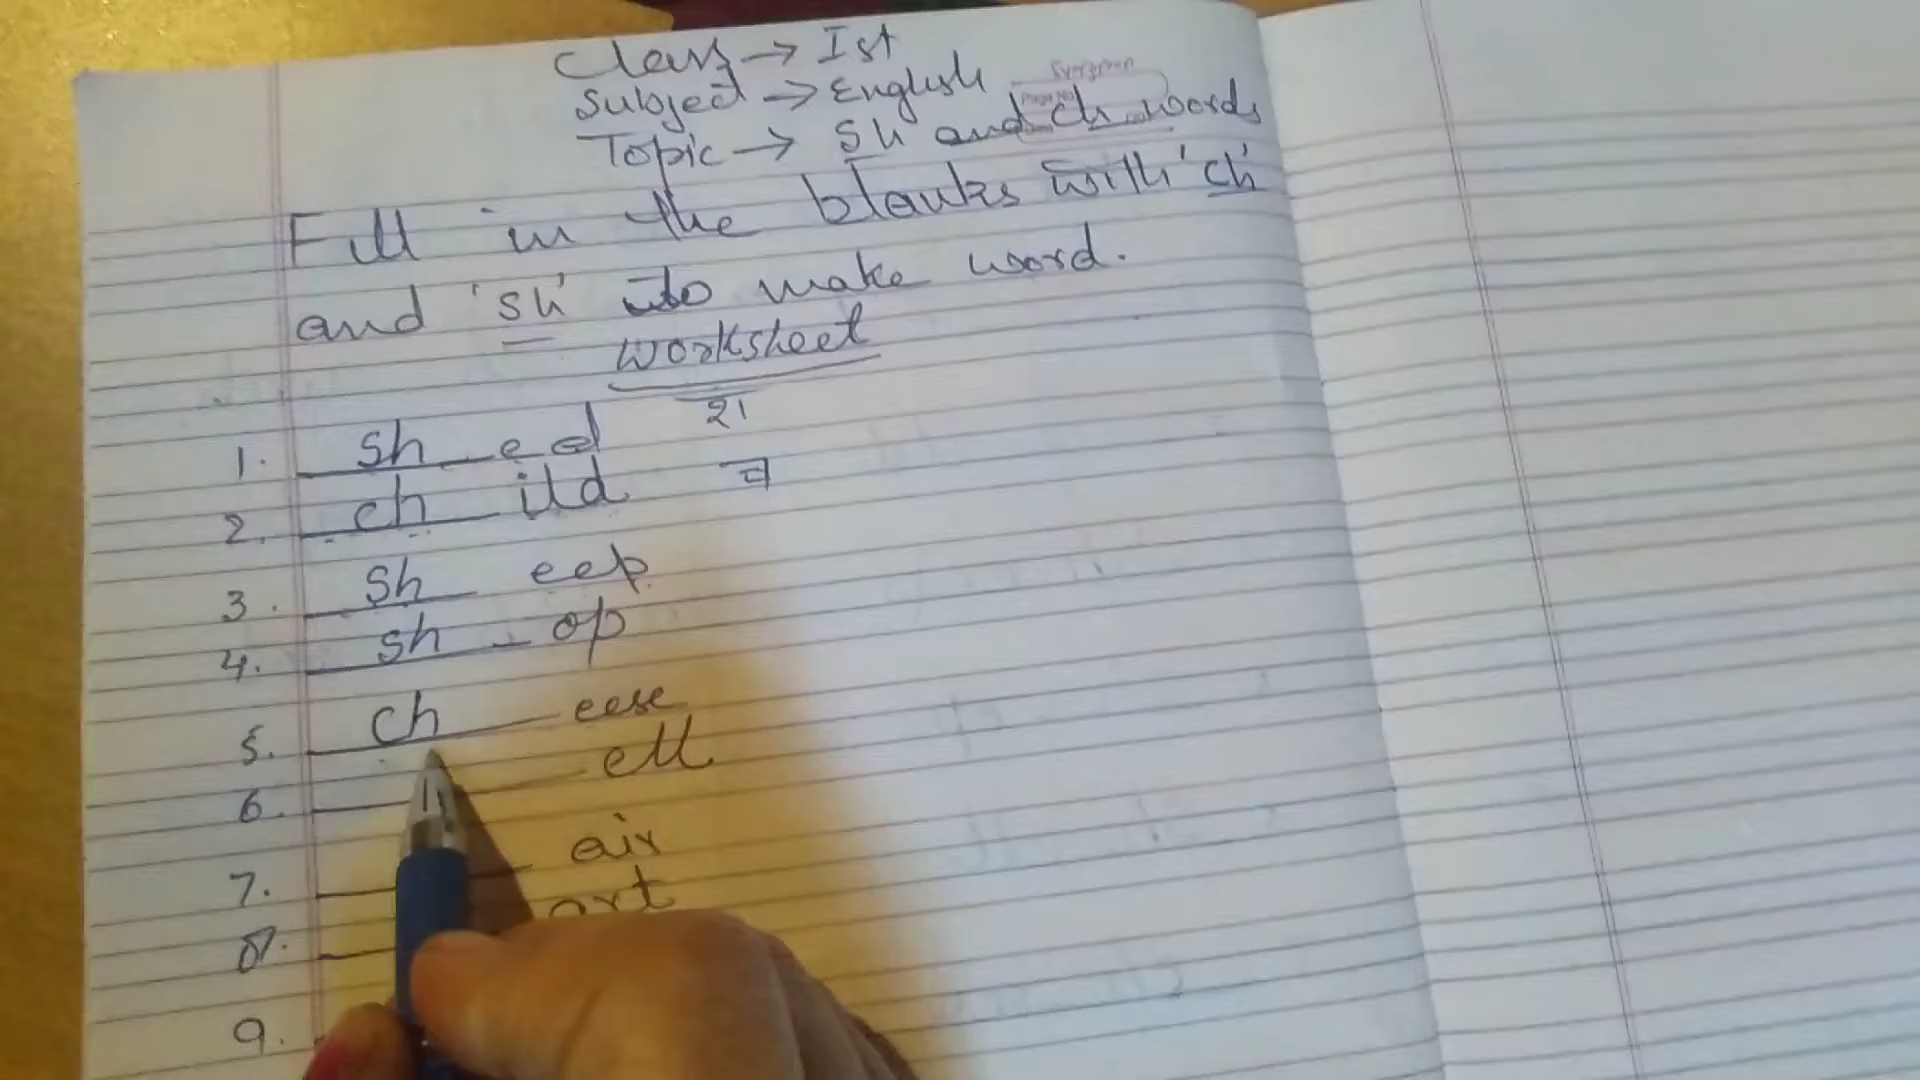 Class → Ist
Subject → English
Topic → Sh and ch words
Fill in the blanks with 'ch'
and 'sh' to make word.
Worksheet
श
1. sh ed
च
2. ch ild
3. Sh eep
4. sh op
5. Ch eese
6. ell
7. air
8. art
9.